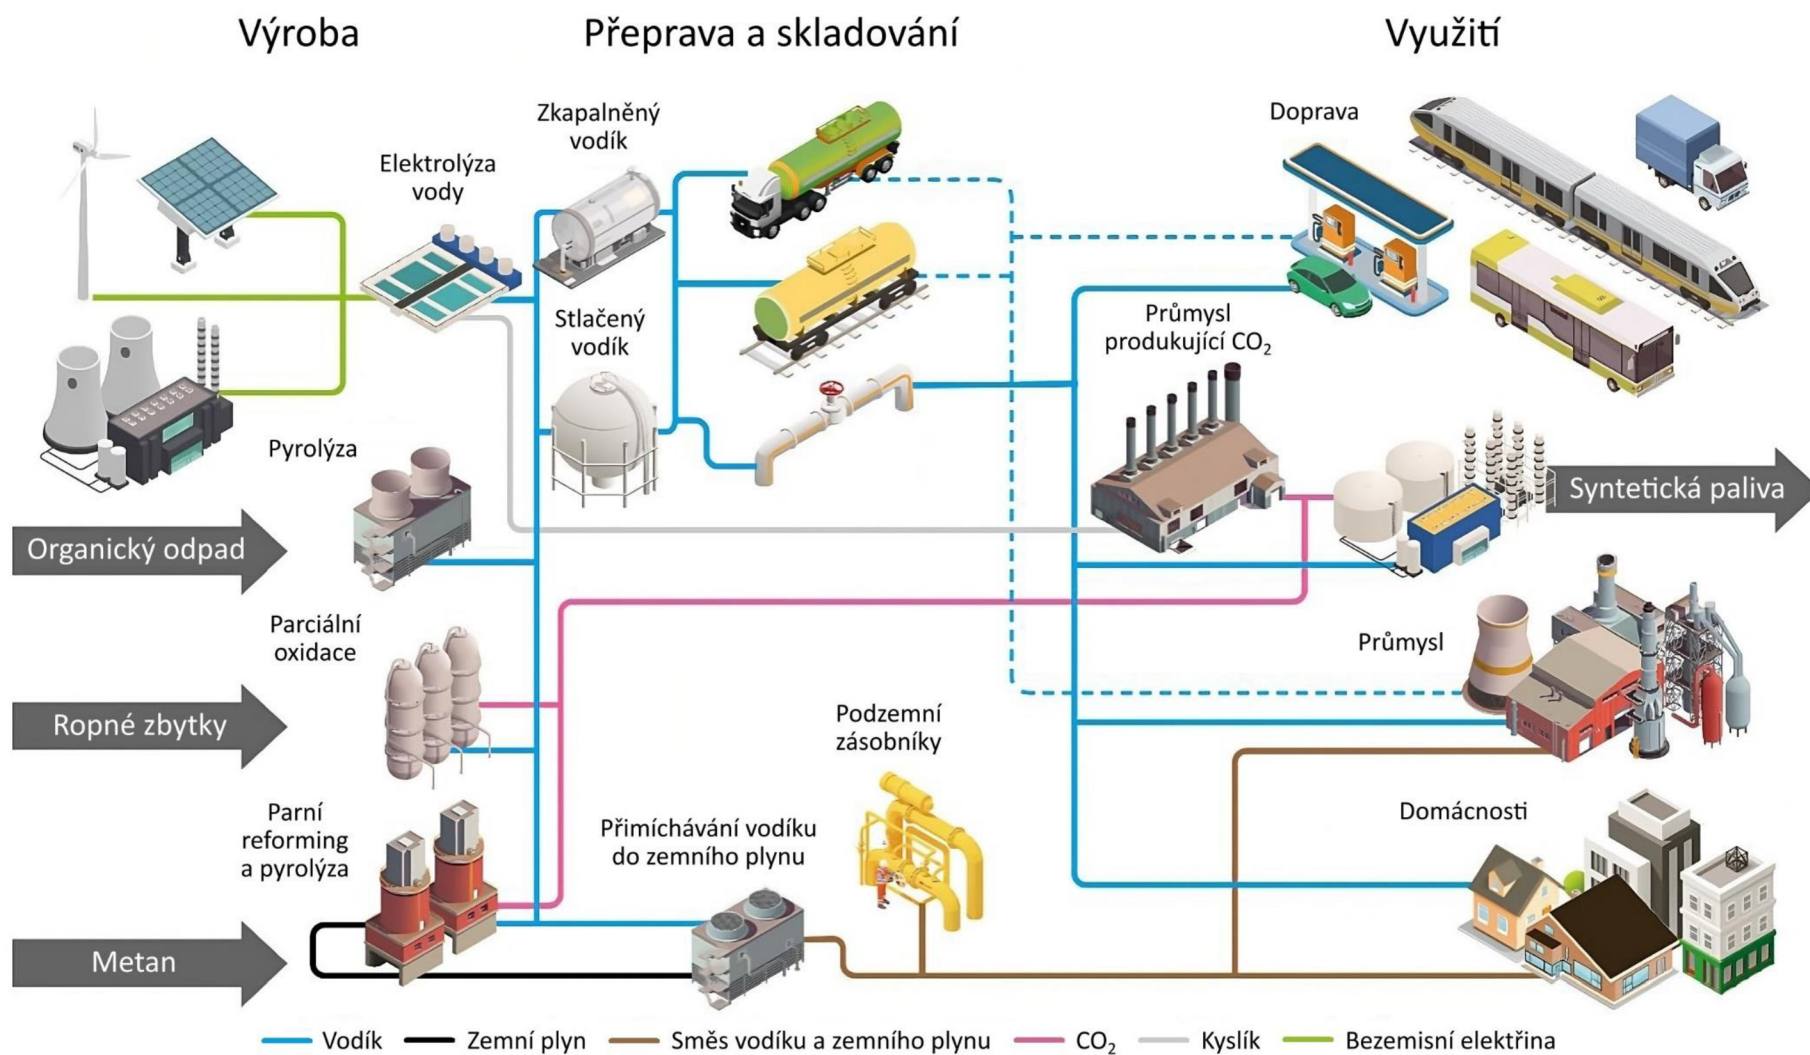 Výroba
Přeprava a skladování
Využití
Zkapalněný
vodík
Doprava
Elektrolýza
vody
Stlačený
vodík
Průmysl
produkující CO₂
Pyrolýza
Organický odpad
Syntetická paliva
Parciální
oxidace
Průmysl
Ropné zbytky
Podzemní
zásobníky
Parní
reforming
a pyrolýza
Přimíchávání vodíku
do zemního plynu
Domácnosti
Metan
Vodík
Zemní plyn
Směs vodíku a zemního plynu
CO₂
Kyslík
Bezemisní elektřina